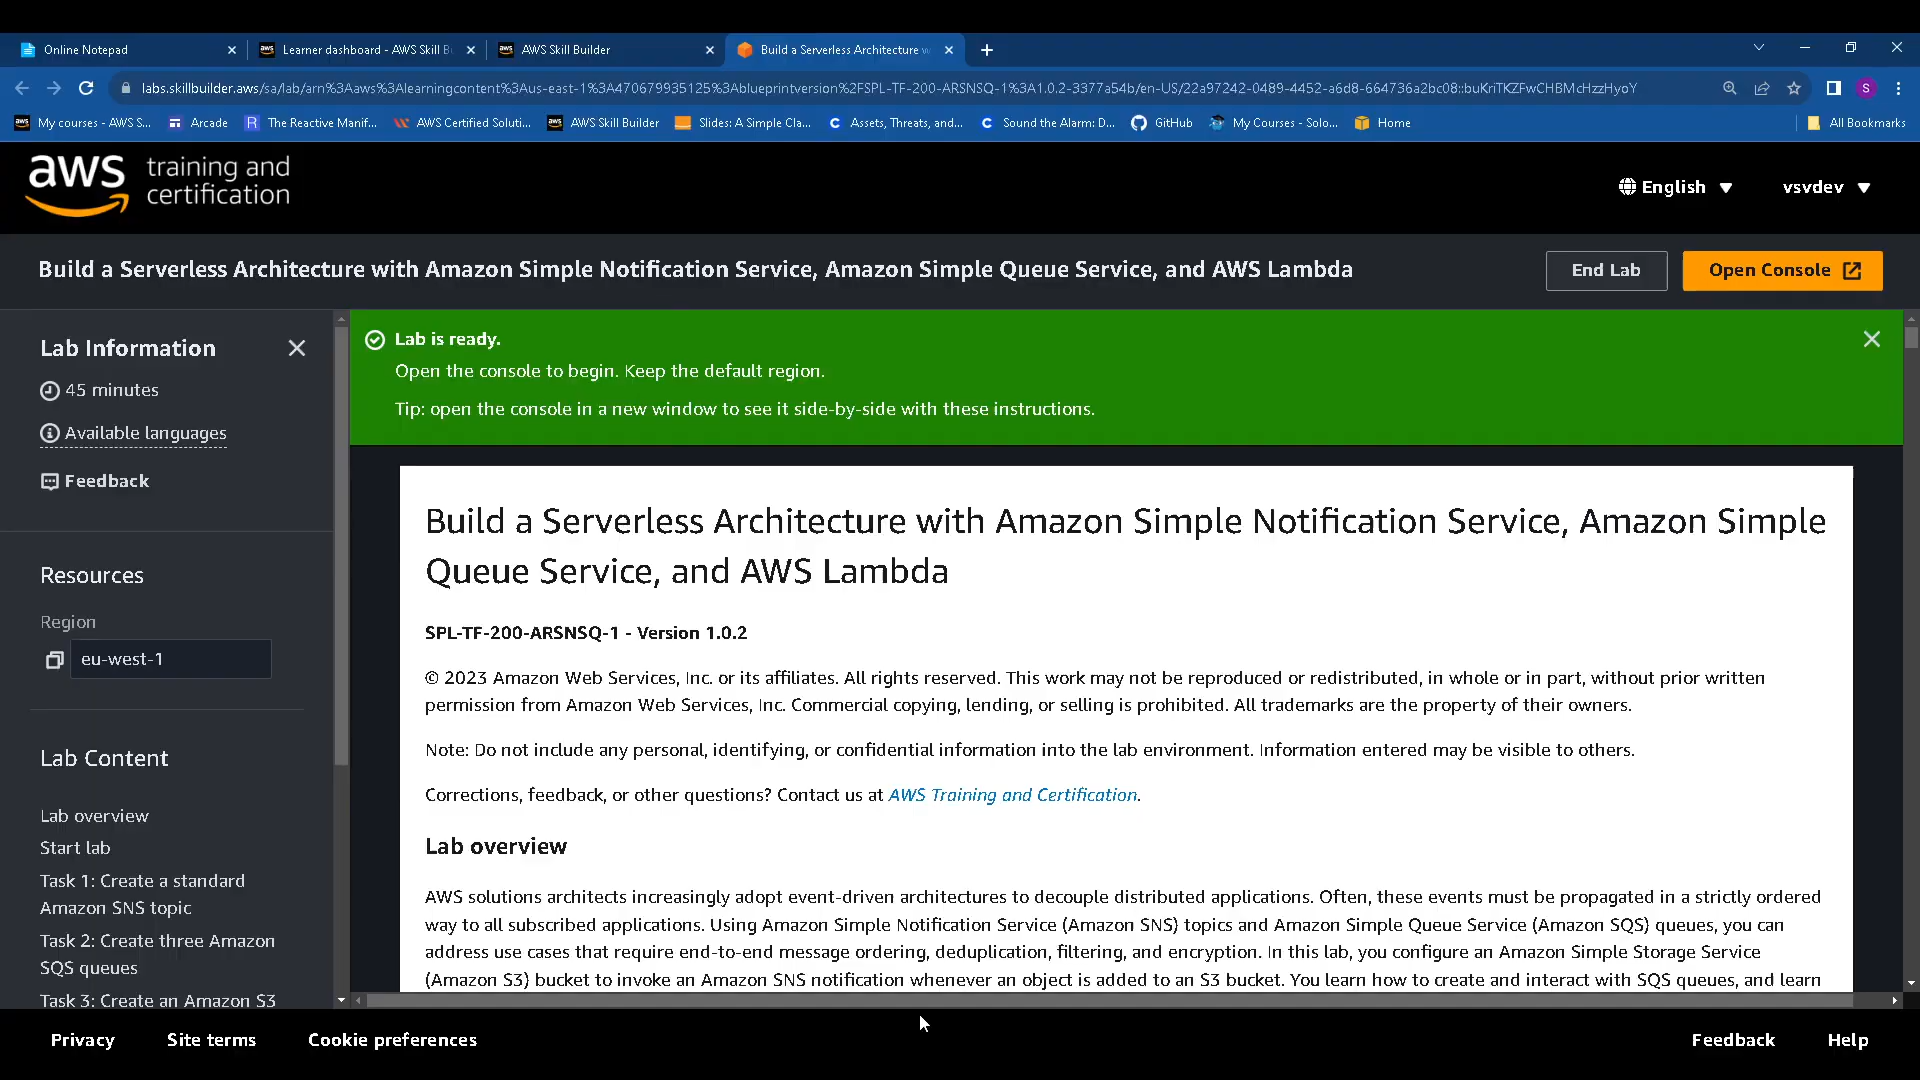 Online Notepad
Learner dashboard - AWS Skill B
AWS Skill Builder
Build a Serverless Architecture w
labs.skillbuilder.aws/sa/lab/arn%3Aaws%3Alearningcontent%3Aus-east-1%3A470679935125%3Ablueprintversion%2FSPL-TF-200-ARSNSQ-1%3A1.0.2-3377a54b/en-US/22a97242-0489-4452-a6d8-664736a2bc08::buKriTKZFwCHBMcHzzHyoY
S
My courses - AWS S...
Arcade
The Reactive Manif...
AWS Certified Soluti...
AWS Skill Builder
Slides: A Simple Cla...
Assets, Threats, and...
Sound the Alarm: D...
GitHub
My Courses - Solo...
Home
All Bookmarks
aws training and certification
English
vsvdev
Build a Serverless Architecture with Amazon Simple Notification Service, Amazon Simple Queue Service, and AWS Lambda
End Lab
Open Console
Lab Information
45 minutes
Available languages
Feedback
Resources
Region
eu-west-1
Lab Content
Lab overview
Start lab
Task 1: Create a standard
Amazon SNS topic
Task 2: Create three Amazon
SQS queues
Task 3: Create an Amazon S3
Lab is ready.
Open the console to begin. Keep the default region.
Tip: open the console in a new window to see it side-by-side with these instructions.
Build a Serverless Architecture with Amazon Simple Notification Service, Amazon Simple
Queue Service, and AWS Lambda
SPL-TF-200-ARSNSQ-1 - Version 1.0.2
© 2023 Amazon Web Services, Inc. or its affiliates. All rights reserved. This work may not be reproduced or redistributed, in whole or in part, without prior written
permission from Amazon Web Services, Inc. Commercial copying, lending, or selling is prohibited. All trademarks are the property of their owners.
Note: Do not include any personal, identifying, or confidential information into the lab environment. Information entered may be visible to others.
Corrections, feedback, or other questions? Contact us at AWS Training and Certification.
Lab overview
AWS solutions architects increasingly adopt event-driven architectures to decouple distributed applications. Often, these events must be propagated in a strictly ordered
way to all subscribed applications. Using Amazon Simple Notification Service (Amazon SNS) topics and Amazon Simple Queue Service (Amazon SQS) queues, you can
address use cases that require end-to-end message ordering, deduplication, filtering, and encryption. In this lab, you configure an Amazon Simple Storage Service
(Amazon S3) bucket to invoke an Amazon SNS notification whenever an object is added to an S3 bucket. You learn how to create and interact with SQS queues, and learn
Privacy
Site terms
Cookie preferences
Feedback
Help